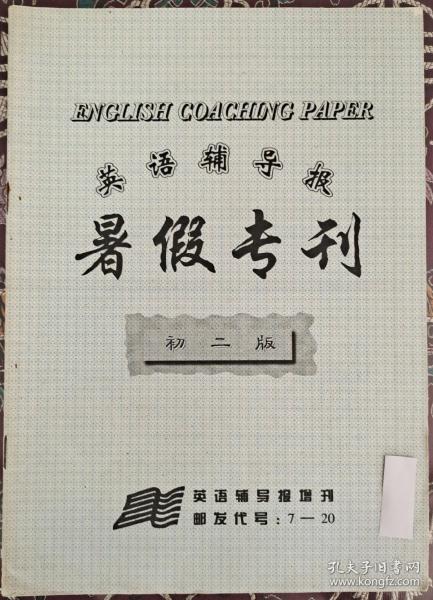 ENGLISH COACHING PAPER
英语辅导报
暑假专刊
初二版
英语辅导报增刊
邮发代号：7—20
孔夫子旧书网
www.kongfz.com